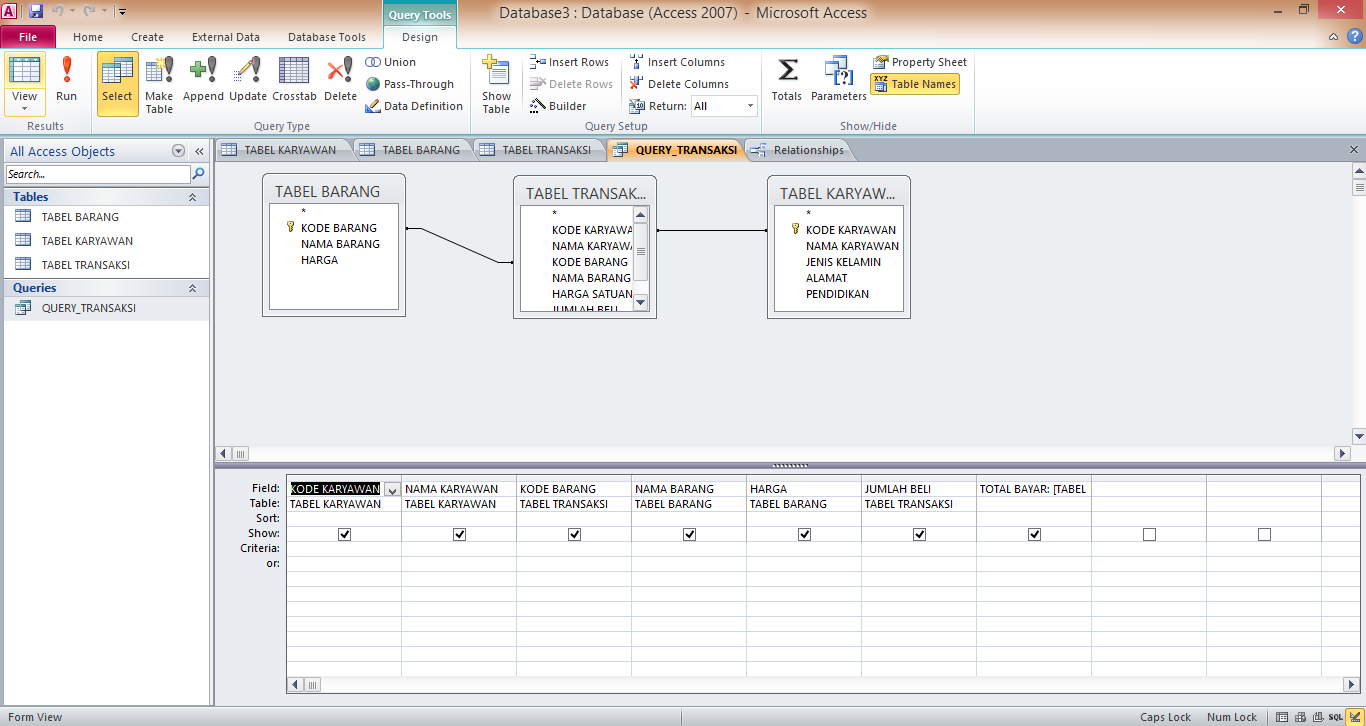 Query Tools
Database3 : Database (Access 2007) - Microsoft Access
File Home Create External Data Database Tools Design
View Run Select Make Table Append Update Crosstab Delete
Union
Pass-Through
Data Definition
Show Table
Insert Rows
Delete Rows
Builder
Insert Columns
Delete Columns
Return: All
Totals Parameters
Property Sheet
XYZ Table Names
Results Query Type Query Setup Show/Hide
All Access Objects
Search...
Tables
TABEL BARANG
TABEL KARYAWAN
TABEL TRANSAKSI
Queries
QUERY_TRANSAKSI
TABEL KARYAWAN TABEL BARANG TABEL TRANSAKSI QUERY_TRANSAKSI Relationships
TABEL BARANG
*
KODE BARANG
NAMA BARANG
HARGA
TABEL TRANSAK...
*
KODE KARYAWA
NAMA KARYAW
KODE BARANG
NAMA BARANG
HARGA SATUAN
JUMLAH BELI
TABEL KARYAW...
*
KODE KARYAWAN
NAMA KARYAWAN
JENIS KELAMIN
ALAMAT
PENDIDIKAN
Field: KODE KARYAWAN NAMA KARYAWAN KODE BARANG NAMA BARANG HARGA JUMLAH BELI TOTAL BAYAR: [TABEL
Table: TABEL KARYAWAN TABEL KARYAWAN TABEL TRANSAKSI TABEL BARANG TABEL BARANG TABEL TRANSAKSI
Sort:
Show:
Criteria:
or:
Form View Caps Lock Num Lock SQL